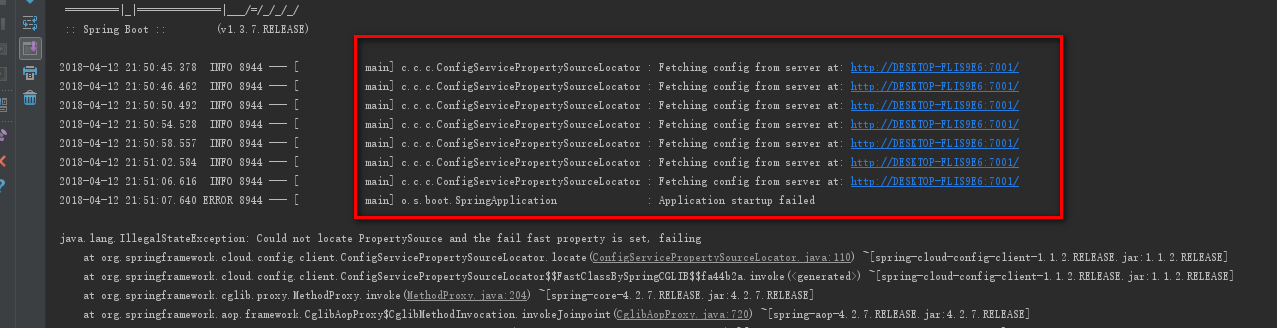 =========|_|==============|___/=/_/_/_/
:: Spring Boot ::        (v1.3.7.RELEASE)
2018-04-12 21:50:45.378  INFO 8944 --- [           main] c.c.c.ConfigServicePropertySourceLocator : Fetching config from server at: http://DESKTOP-FLIS9E6:7001/
2018-04-12 21:50:46.462  INFO 8944 --- [           main] c.c.c.ConfigServicePropertySourceLocator : Fetching config from server at: http://DESKTOP-FLIS9E6:7001/
2018-04-12 21:50:50.492  INFO 8944 --- [           main] c.c.c.ConfigServicePropertySourceLocator : Fetching config from server at: http://DESKTOP-FLIS9E6:7001/
2018-04-12 21:50:54.528  INFO 8944 --- [           main] c.c.c.ConfigServicePropertySourceLocator : Fetching config from server at: http://DESKTOP-FLIS9E6:7001/
2018-04-12 21:50:58.557  INFO 8944 --- [           main] c.c.c.ConfigServicePropertySourceLocator : Fetching config from server at: http://DESKTOP-FLIS9E6:7001/
2018-04-12 21:51:02.584  INFO 8944 --- [           main] c.c.c.ConfigServicePropertySourceLocator : Fetching config from server at: http://DESKTOP-FLIS9E6:7001/
2018-04-12 21:51:06.616  INFO 8944 --- [           main] c.c.c.ConfigServicePropertySourceLocator : Fetching config from server at: http://DESKTOP-FLIS9E6:7001/
2018-04-12 21:51:07.640 ERROR 8944 --- [           main] o.s.boot.SpringApplication               : Application startup failed
java.lang.IllegalStateException: Could not locate PropertySource and the fail fast property is set, failing
at org.springframework.cloud.config.client.ConfigServicePropertySourceLocator.locate(ConfigServicePropertySourceLocator.java:110) ~[spring-cloud-config-client-1.1.2.RELEASE.jar:1.1.2.RELEASE]
at org.springframework.cloud.config.client.ConfigServicePropertySourceLocator$$FastClassBySpringCGLIB$$fa44b2a.invoke(<generated>) ~[spring-cloud-config-client-1.1.2.RELEASE.jar:1.1.2.RELEASE]
at org.springframework.cglib.proxy.MethodProxy.invoke(MethodProxy.java:204) ~[spring-core-4.2.7.RELEASE.jar:4.2.7.RELEASE]
at org.springframework.aop.framework.CglibAopProxy$CglibMethodInvocation.invokeJoinpoint(CglibAopProxy.java:720) ~[spring-aop-4.2.7.RELEASE.jar:4.2.7.RELEASE]